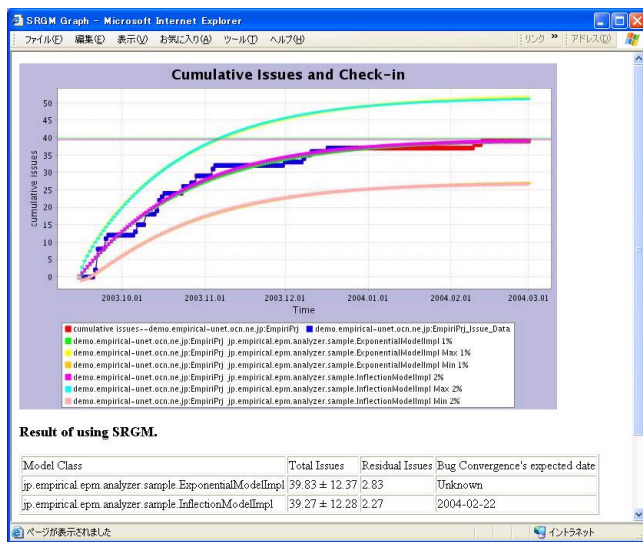 SRGM Graph - Microsoft Internet Explorer
ファイル(F) 編集(E) 表示(V) お気に入り(A) ツール(T) ヘルプ(H) リンク » アドレス(D)
Cumulative Issues and Check-in
cumulative issues
50
45
40
35
30
25
20
15
10
5
0
2003.10.01 2003.11.01 2003.12.01 2004.01.01 2004.02.01 2004.03.01
Time
cumulative issues--demo.empirical-unet.ocn.ne.jp:EmpiriPrj demo.empirical-unet.ocn.ne.jp:EmpiriPrj_Issue_Data
demo.empirical-unet.ocn.ne.jp:EmpiriPrj jp.empirical.epm.analyzer.sample.ExponentialModelImpl 1%
demo.empirical-unet.ocn.ne.jp:EmpiriPrj jp.empirical.epm.analyzer.sample.ExponentialModelImpl Max 1%
demo.empirical-unet.ocn.ne.jp:EmpiriPrj jp.empirical.epm.analyzer.sample.ExponentialModelImpl Min 1%
demo.empirical-unet.ocn.ne.jp:EmpiriPrj jp.empirical.epm.analyzer.sample.InflectionModelImpl 2%
demo.empirical-unet.ocn.ne.jp:EmpiriPrj jp.empirical.epm.analyzer.sample.InflectionModelImpl Max 2%
demo.empirical-unet.ocn.ne.jp:EmpiriPrj jp.empirical.epm.analyzer.sample.InflectionModelImpl Min 2%
Result of using SRGM.
Model Class Total Issues Residual Issues Bug Convergence's expected date
jp.empirical.epm.analyzer.sample.ExponentialModelImpl 39.83 ± 12.37 2.83 Unknown
jp.empirical.epm.analyzer.sample.InflectionModelImpl 39.27 ± 12.28 2.27 2004-02-22
ページが表示されました イントラネット